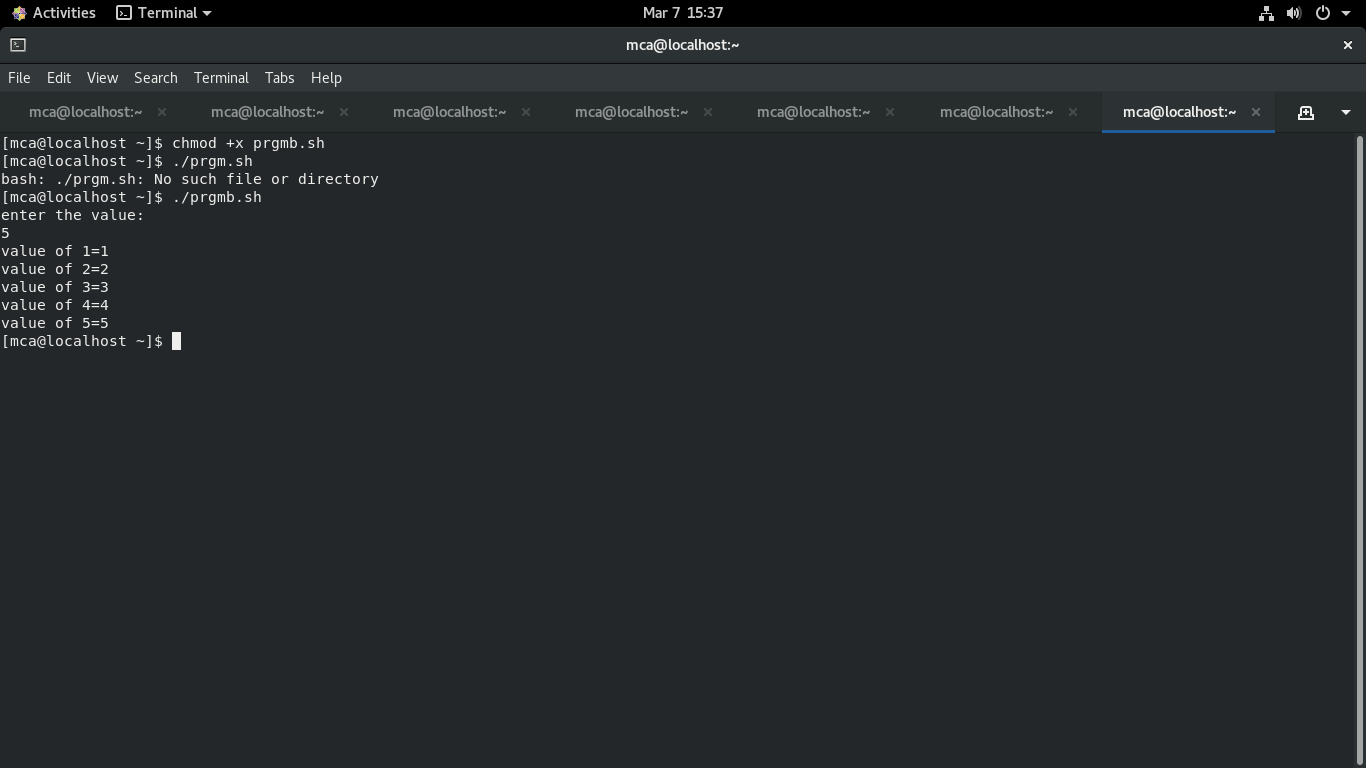 Activities Terminal Mar 7 15:37
mca@localhost:~
File Edit View Search Terminal Tabs Help
mca@localhost:~ mca@localhost:~ mca@localhost:~ mca@localhost:~ mca@localhost:~ mca@localhost:~ mca@localhost:~
[mca@localhost ~]$ chmod +x prgmb.sh
[mca@localhost ~]$ ./prgm.sh
bash: ./prgm.sh: No such file or directory
[mca@localhost ~]$ ./prgmb.sh
enter the value:
5
value of 1=1
value of 2=2
value of 3=3
value of 4=4
value of 5=5
[mca@localhost ~]$